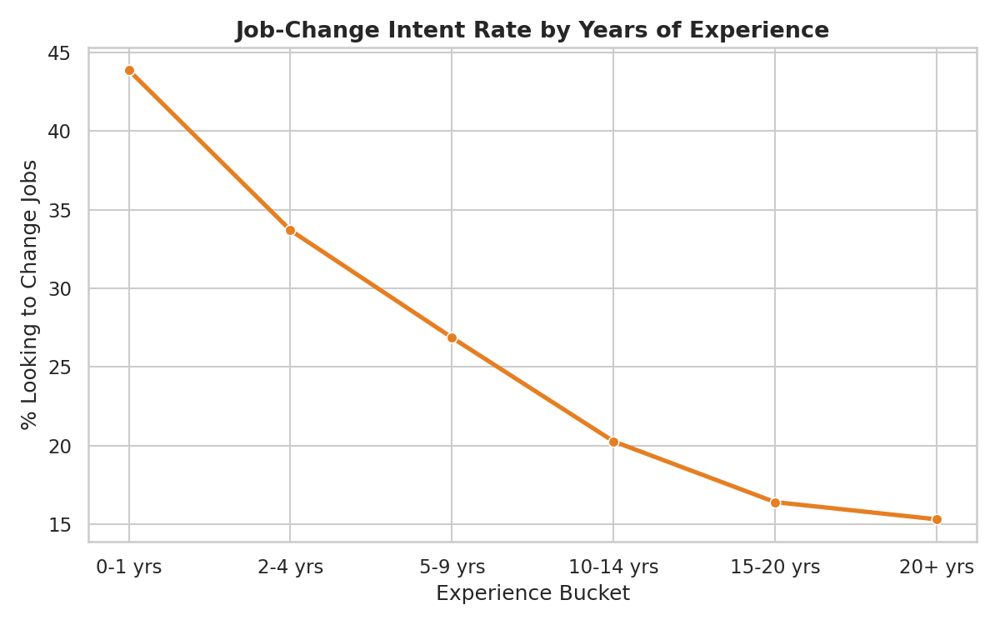 Job-Change Intent Rate by Years of Experience
45
40
35
30
25
20
15
% Looking to Change Jobs
0-1 yrs
2-4 yrs
5-9 yrs
10-14 yrs
15-20 yrs
20+ yrs
Experience Bucket